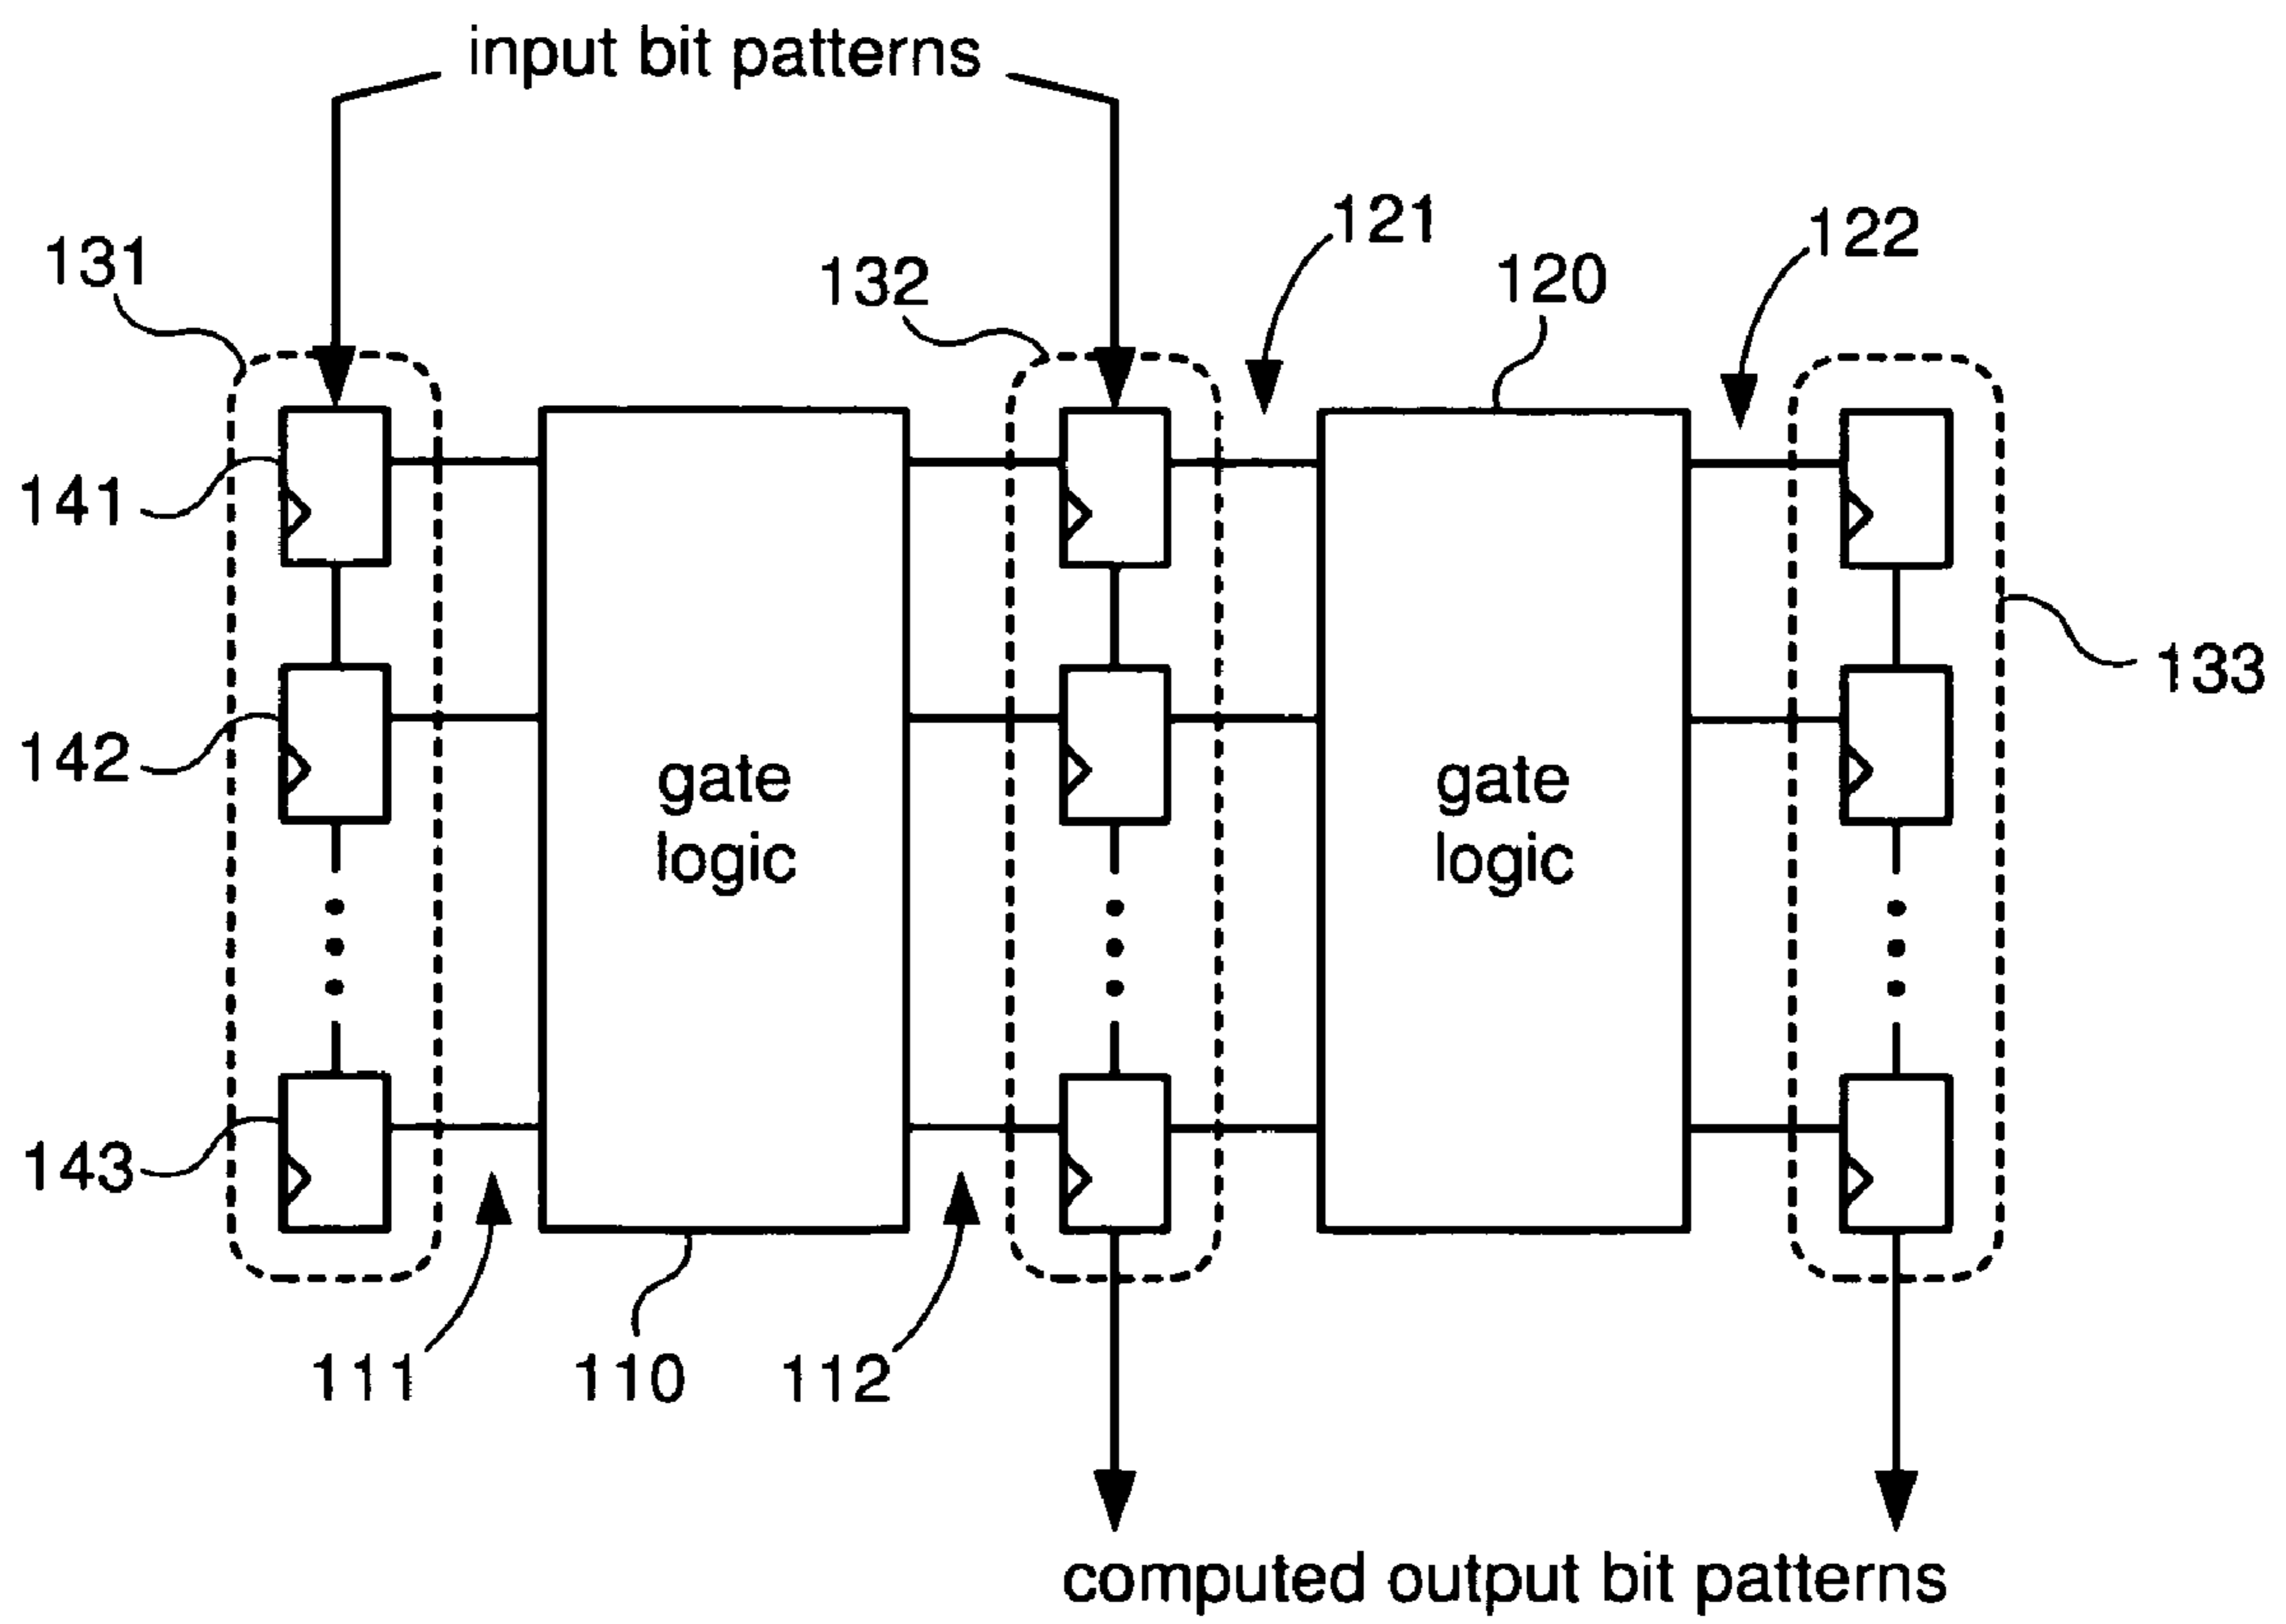 input bit patterns
121
122
131
132
120
141
133
142
gate
logic
gate
logic
143
111
110
112
computed output bit patterns